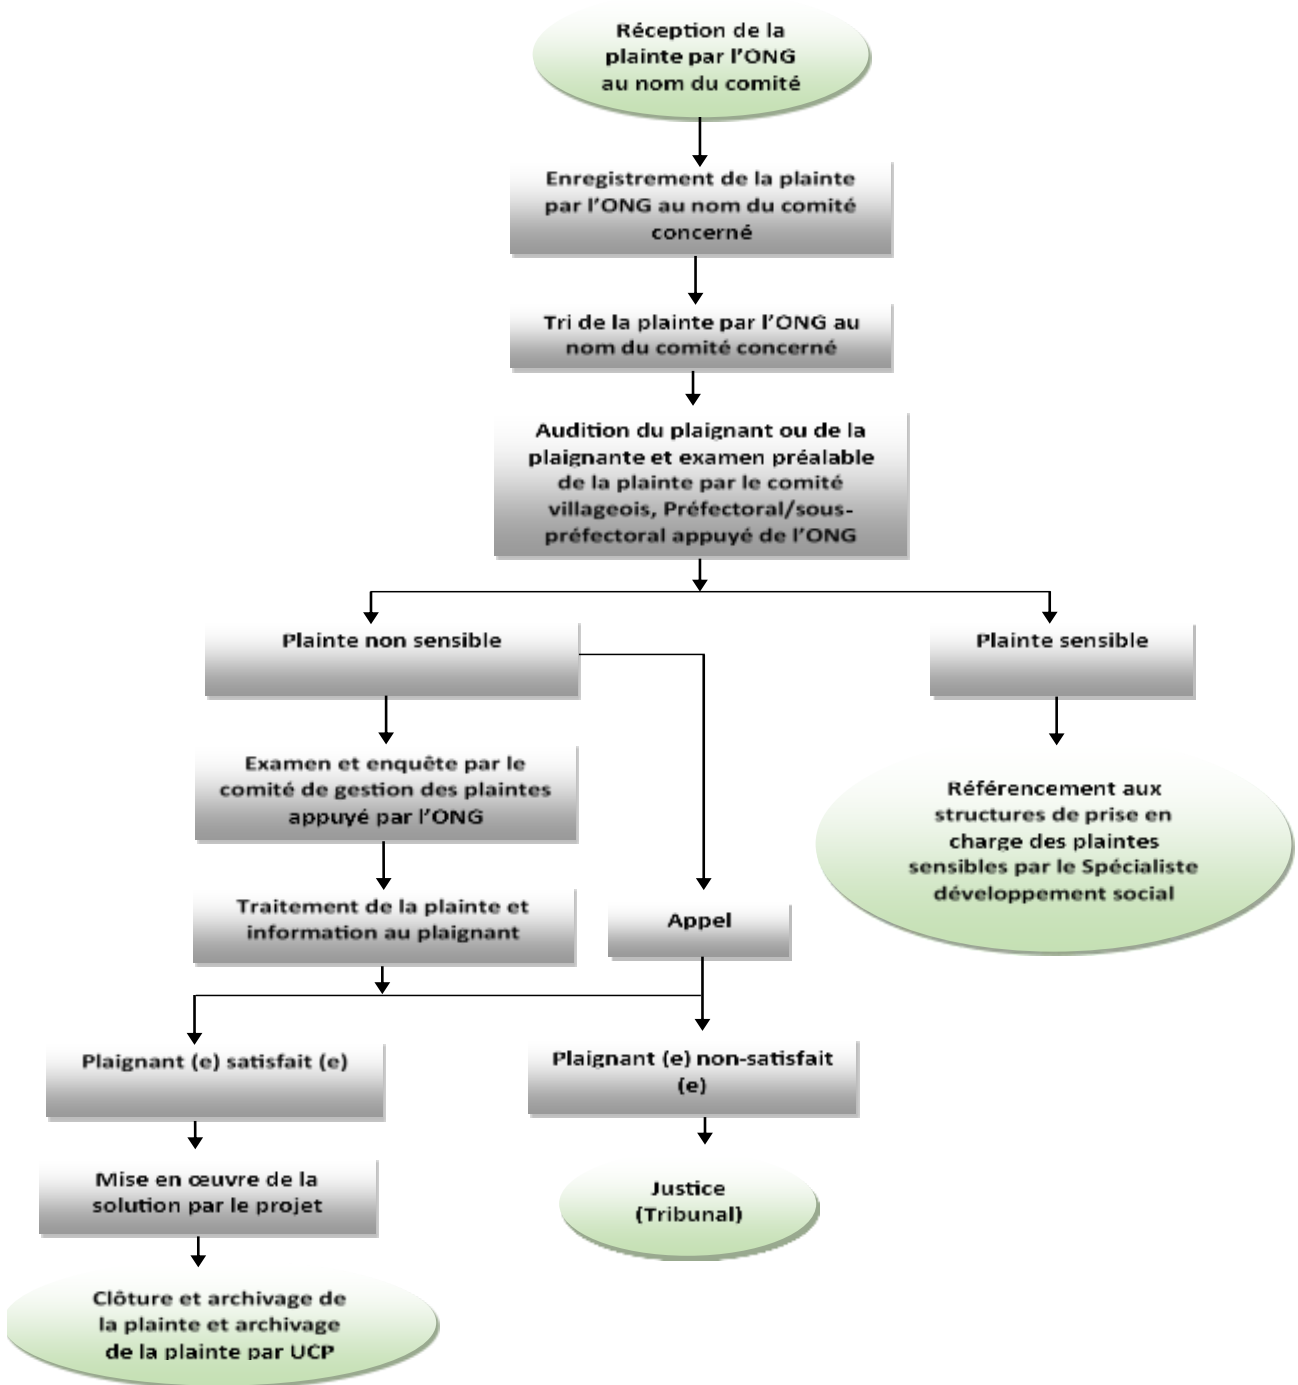 Réception de la
plainte par l’ONG
au nom du comité
Enregistrement de la plainte
par l’ONG au nom du comité
concerné
Tri de la plainte par l’ONG au
nom du comité concerné
Audition du plaignant ou de la
plaignante et examen préalable
de la plainte par le comité
villageois, Préfectoral/sous-
préfectoral appuyé de l’ONG
Plainte non sensible
Plainte sensible
Examen et enquête par le
comité de gestion des plaintes
appuyé par l’ONG
Référencement aux
structures de prise en
charge des plaintes
sensibles par le Spécialiste
développement social
Traitement de la plainte et
information au plaignant
Appel
Plaignant (e) satisfait (e)
Plaignant (e) non-satisfait
(e)
Mise en œuvre de la
solution par le projet
Justice
(Tribunal)
Clôture et archivage de
la plainte et archivage
de la plainte par UCP